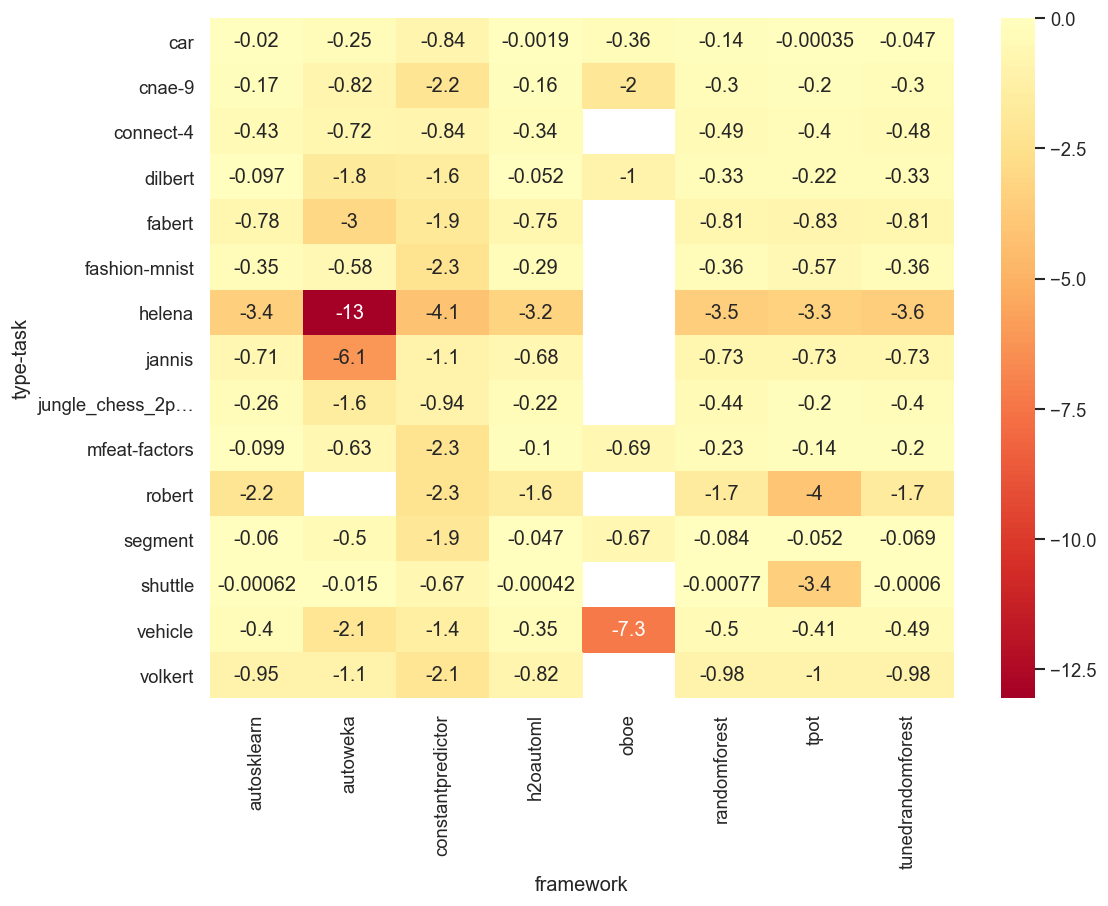 car -0.02 -0.25 -0.84 -0.0019 -0.36 -0.14 -0.00035 -0.047
cnae-9 -0.17 -0.82 -2.2 -0.16 -2 -0.3 -0.2 -0.3
connect-4 -0.43 -0.72 -0.84 -0.34 -0.49 -0.4 -0.48
dilbert -0.097 -1.8 -1.6 -0.052 -1 -0.33 -0.22 -0.33
fabert -0.78 -3 -1.9 -0.75 -0.81 -0.83 -0.81
fashion-mnist -0.35 -0.58 -2.3 -0.29 -0.36 -0.57 -0.36
helena -3.4 -13 -4.1 -3.2 -3.5 -3.3 -3.6
jannis -0.71 -6.1 -1.1 -0.68 -0.73 -0.73 -0.73
jungle_chess_2p… -0.26 -1.6 -0.94 -0.22 -0.44 -0.2 -0.4
mfeat-factors -0.099 -0.63 -2.3 -0.1 -0.69 -0.23 -0.14 -0.2
robert -2.2 -2.3 -1.6 -1.7 -4 -1.7
segment -0.06 -0.5 -1.9 -0.047 -0.67 -0.084 -0.052 -0.069
shuttle -0.00062 -0.015 -0.67 -0.00042 -0.00077 -3.4 -0.0006
vehicle -0.4 -2.1 -1.4 -0.35 -7.3 -0.5 -0.41 -0.49
volkert -0.95 -1.1 -2.1 -0.82 -0.98 -1 -0.98
type-task
autosklearn
autoweka
constantpredictor
h2oautoml
oboe
randomforest
tpot
tunedrandomforest
framework
0.0
−2.5
−5.0
−7.5
−10.0
−12.5